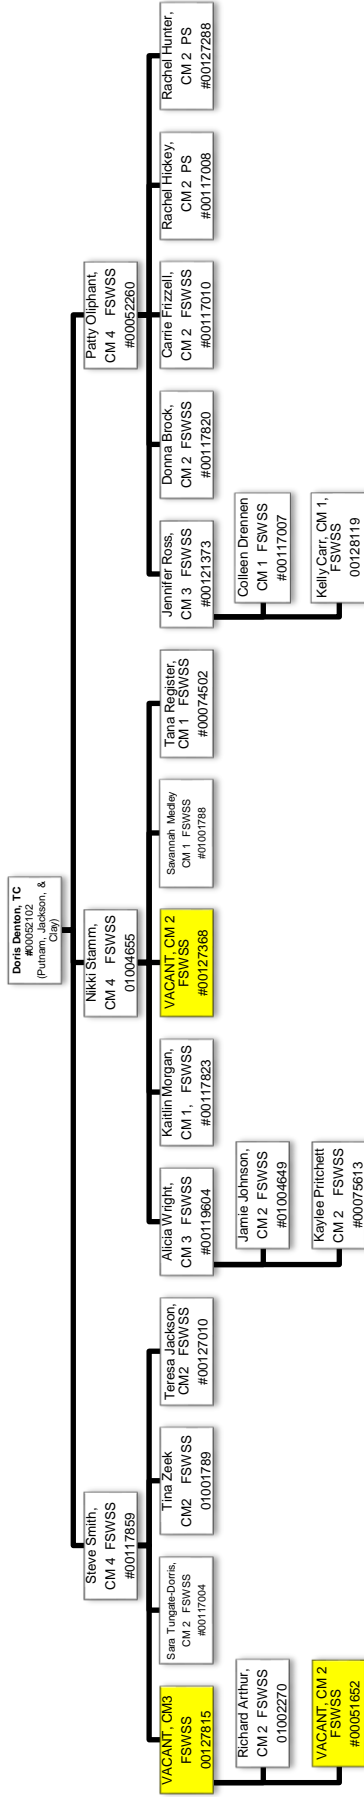 Doris Denton, TC
#00052102
(Putnam, Jackson, &
Clay)
Steve Smith,
CM 4 FSWSS
#00117859
VACANT, CM3
FSWSS
00127815
Richard Arthur,
CM 2 FSWSS
01002270
VACANT, CM 2
FSWSS
#00051652
Sara Tungate-Dorris,
CM 2 FSWSS
#00117004
Tina Zeek
CM2 FSWSS
01001789
Teresa Jackson,
CM2 FSWSS
#00127010
Nikki Stamm,
CM 4 FSWSS
01004655
Alicia Wright,
CM 3 FSWSS
#00119604
Jamie Johnson,
CM 2 FSWSS
#01004649
Kaylee Pritchett
CM 2 FSWSS
#00075613
Kaitlin Morgan,
CM 1, FSWSS
#00117823
VACANT, CM 2
FSWSS
#00127368
Savannah Medley
CM 1 FSWSS
#01001788
Tana Register,
CM 1 FSWSS
#00074502
Patty Oliphant,
CM 4 FSWSS
#00052260
Jennifer Ross,
CM 3 FSWSS
#00121373
Colleen Drennen
CM 1 FSWSS
#00117007
Kelly Carr, CM 1,
FSWSS
00128119
Donna Brock,
CM 2 FSWSS
#00117820
Carrie Frizzell,
CM 2 FSWSS
#00117010
Rachel Hickey,
CM 2 PS
#00117008
Rachel Hunter,
CM 2 PS
#00127288